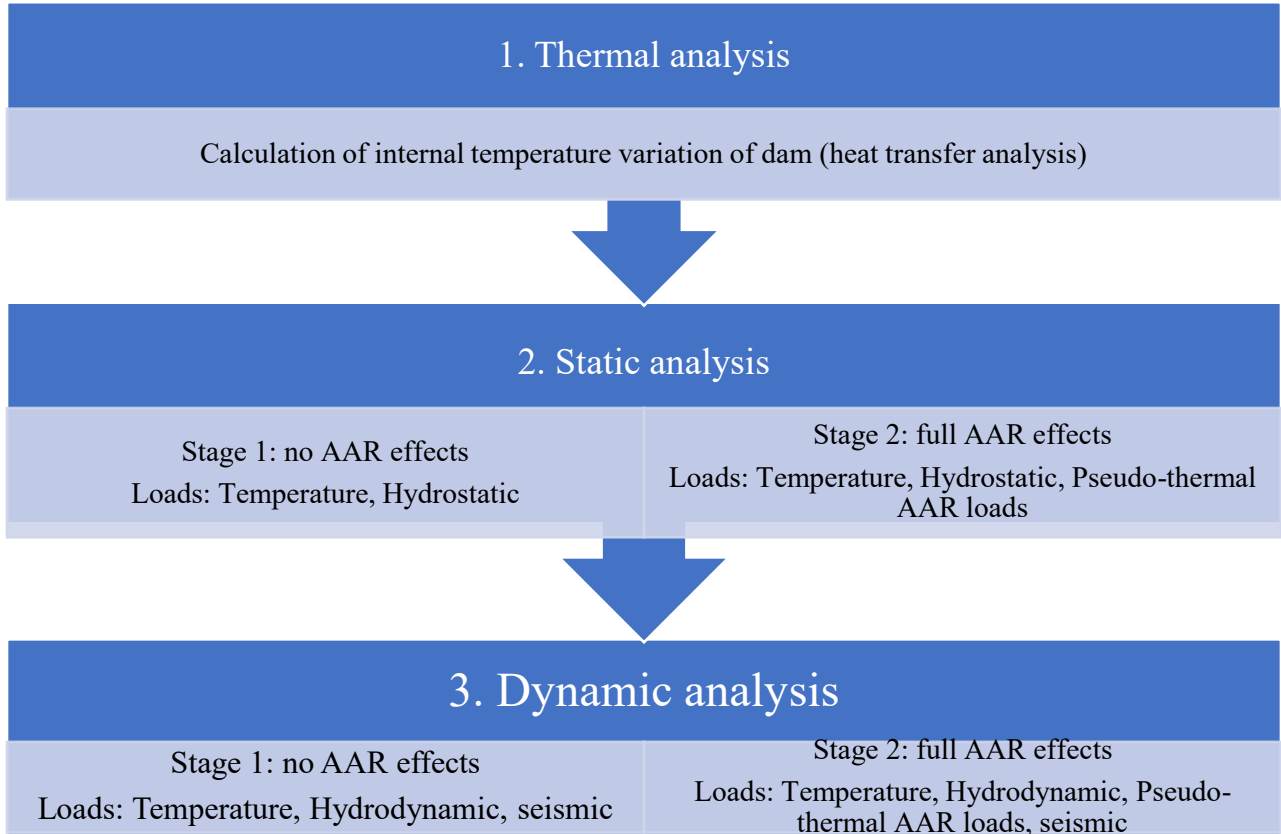 1. Thermal analysis
Calculation of internal temperature variation of dam (heat transfer analysis)
2. Static analysis
Stage 1: no AAR effects
Loads: Temperature, Hydrostatic
Stage 2: full AAR effects
Loads: Temperature, Hydrostatic, Pseudo-thermal
AAR loads
3. Dynamic analysis
Stage 1: no AAR effects
Loads: Temperature, Hydrodynamic, seismic
Stage 2: full AAR effects
Loads: Temperature, Hydrodynamic, Pseudo-
thermal AAR loads, seismic